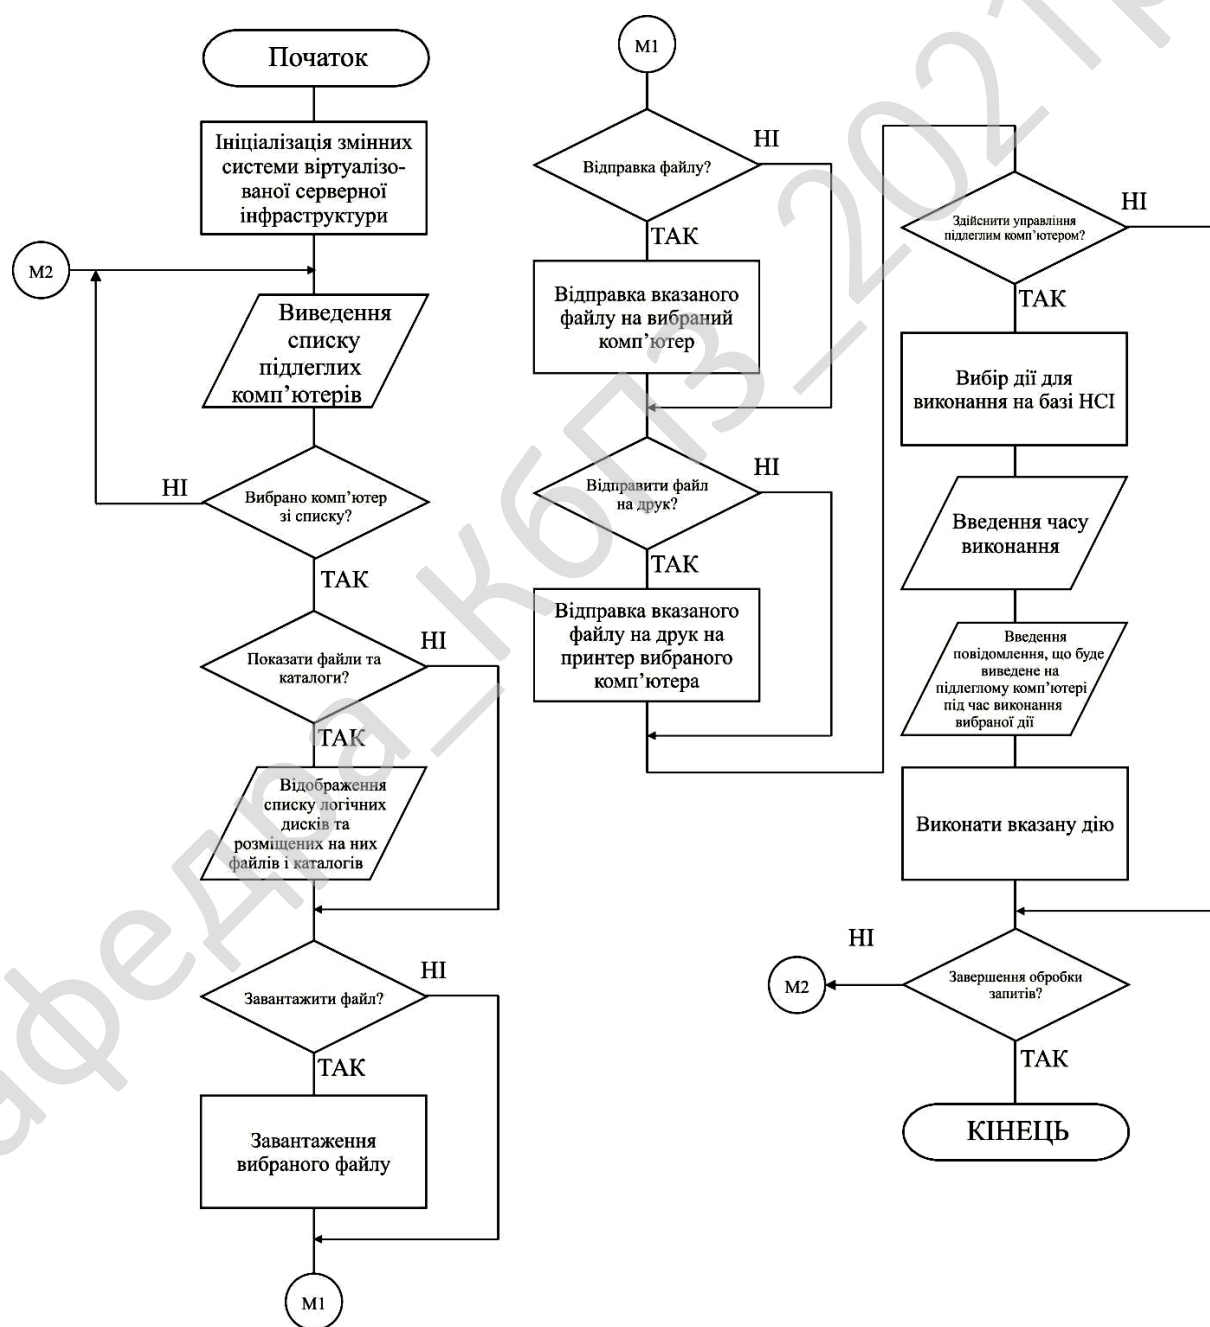 Початок
Ініціалізація змінних
системи віртуалізо-
ваної серверної
інфраструктури
М2
Виведення
списку
підлеглих
комп’ютерів
НІ
Вибрано комп’ютер
зі списку?
ТАК
Показати файли та
каталоги?
НІ
ТАК
Відображення
списку логічних
дисків та
розміщених на них
файлів і каталогів
Завантажити файл?
НІ
ТАК
Завантаження
вибраного файлу
М1
М1
Відправка файлу?
НІ
ТАК
Відправка вказаного
файлу на вибраний
комп’ютер
Відправити файл
на друк?
НІ
ТАК
Відправка вказаного
файлу на друк на
принтер вибраного
комп’ютера
Здійснити управління
підлеглим комп’ютером?
НІ
ТАК
Вибір дії для
виконання на базі НСІ
Введення часу
виконання
Введення
повідомлення, що буде
виведене на
підлеглому комп’ютері
під час виконання
вибраної дії
Виконати вказану дію
НІ
Завершення обробки
запитів?
М2
ТАК
КІНЕЦЬ
афедра_КбПЗ_2021р